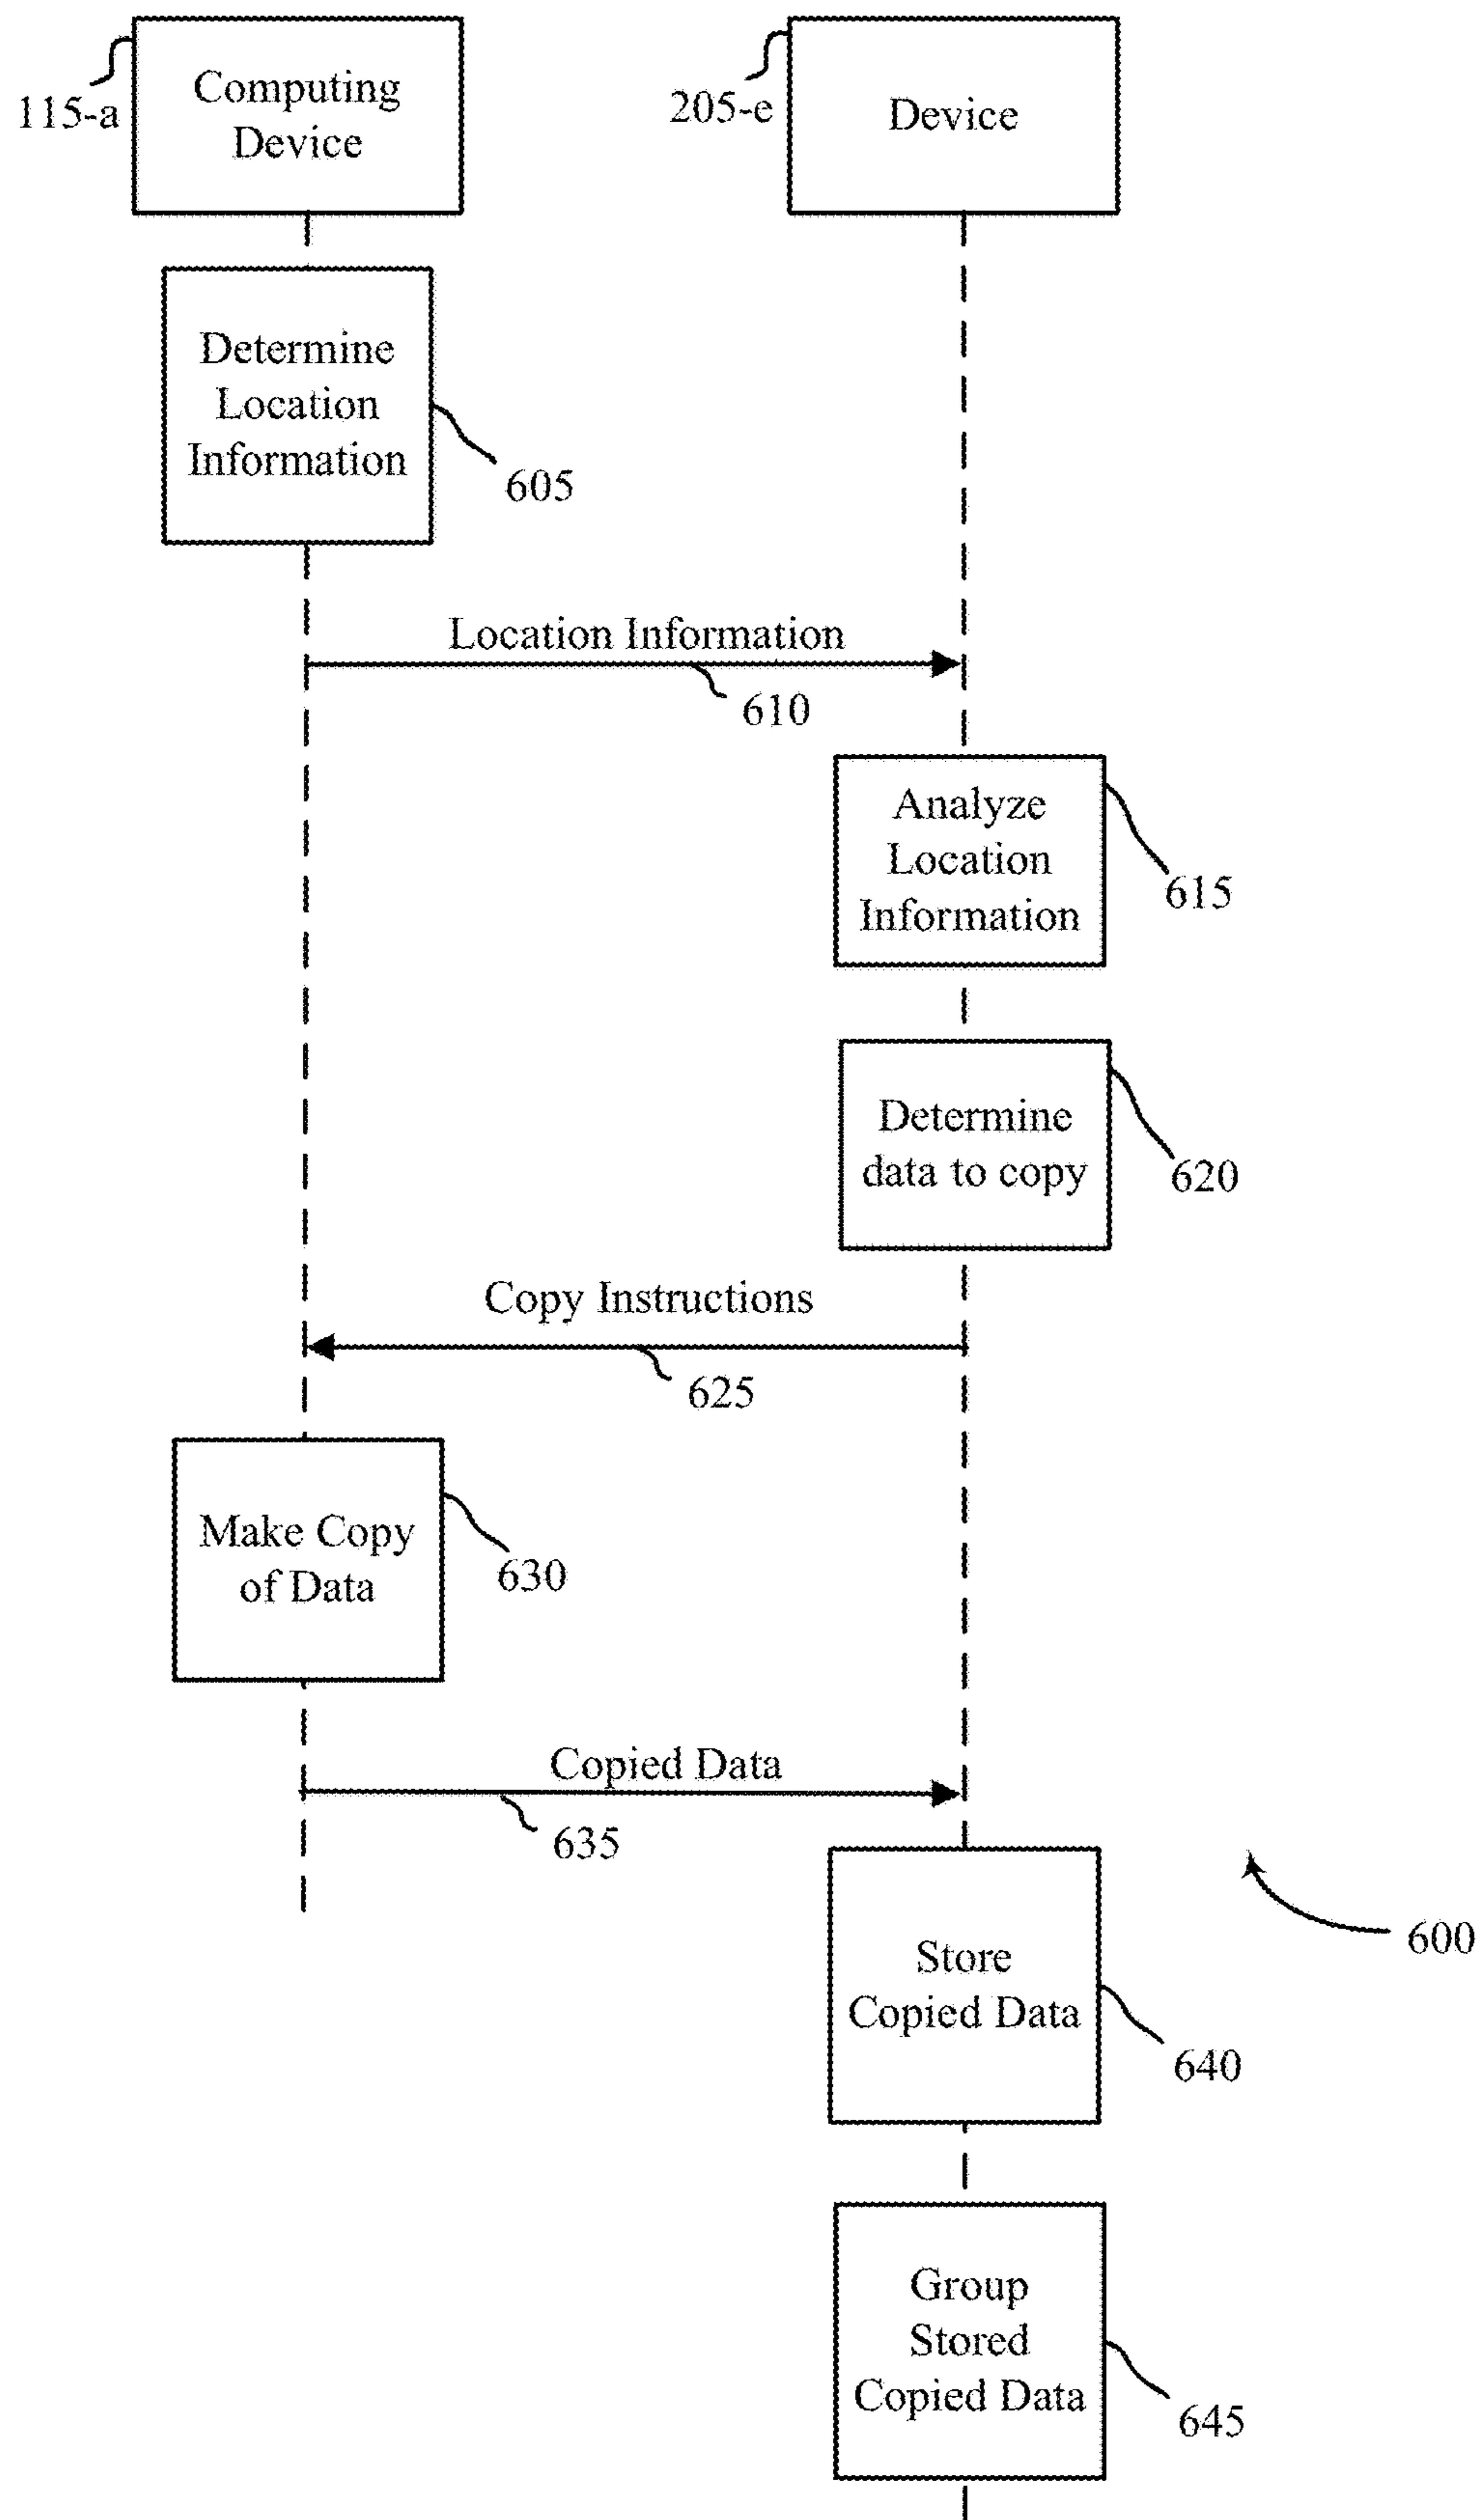 115-a
Computing
Device
205-e
Device
Determine
Location
Information
605
Location Information
610
Analyze
Location
Information
615
Determine
data to copy
620
Copy Instructions
625
Make Copy
of Data
630
Copied Data
635
Store
Copied Data
640
600
Group
Stored
Copied Data
645